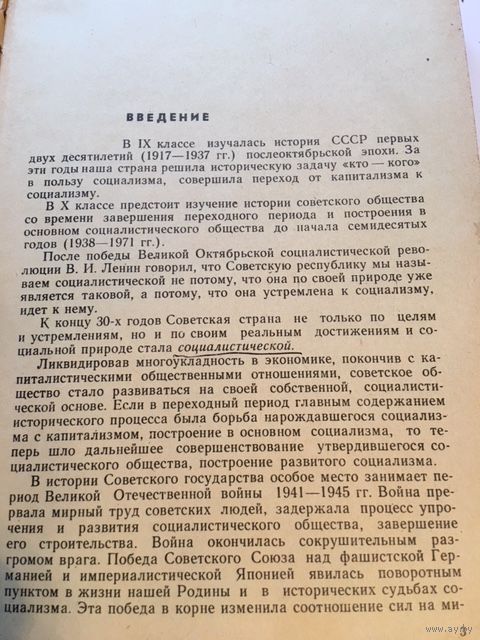 ВВЕДЕНИЕ
В IX классе изучалась история СССР первых
двух десятилетий (1917—1937 гг.) послеоктябрьской эпохи. За
эти годы наша страна решила историческую задачу «кто — кого»
в пользу социализма, совершила переход от капитализма к
социализму.
В X классе предстоит изучение истории советского общества
со времени завершения переходного периода и построения в
основном социалистического общества до начала семидесятых
годов (1938—1971 гг.).
После победы Великой Октябрьской социалистической рево-
люции В. И. Ленин говорил, что Советскую республику мы назы-
ваем социалистической не потому, что она по своей природе уже
является таковой, а потому, что она устремлена к социализму,
идет к нему.
К концу 30-х годов Советская страна не только по целям
и устремлениям, но и по своим реальным достижениям и со-
циальной природе стала социалистической.
Ликвидировав многоукладность в экономике, покончив с ка-
питалистическими общественными отношениями, советское об-
щество стало развиваться на своей собственной, социалисти-
ческой основе. Если в переходный период главным содержанием
исторического процесса была борьба нарождавшегося социализ-
ма с капитализмом, построение в основном социализма, то те-
перь шло дальнейшее совершенствование утвердившегося со-
циалистического общества, построение развитого социализма.
В истории Советского государства особое место занимает пе-
риод Великой Отечественной войны 1941—1945 гг. Война пре-
рвала мирный труд советских людей, задержала процесс упро-
чения и развития социалистического общества, завершение
его строительства. Война окончилась сокрушительным раз-
громом врага. Победа Советского Союза над фашистской Гер-
манией и империалистической Японией явилась поворотным
пунктом в жизни нашей Родины и в исторических судьбах со-
циализма. Эта победа в корне изменила соотношение сил на ми-
3
www.ay.by